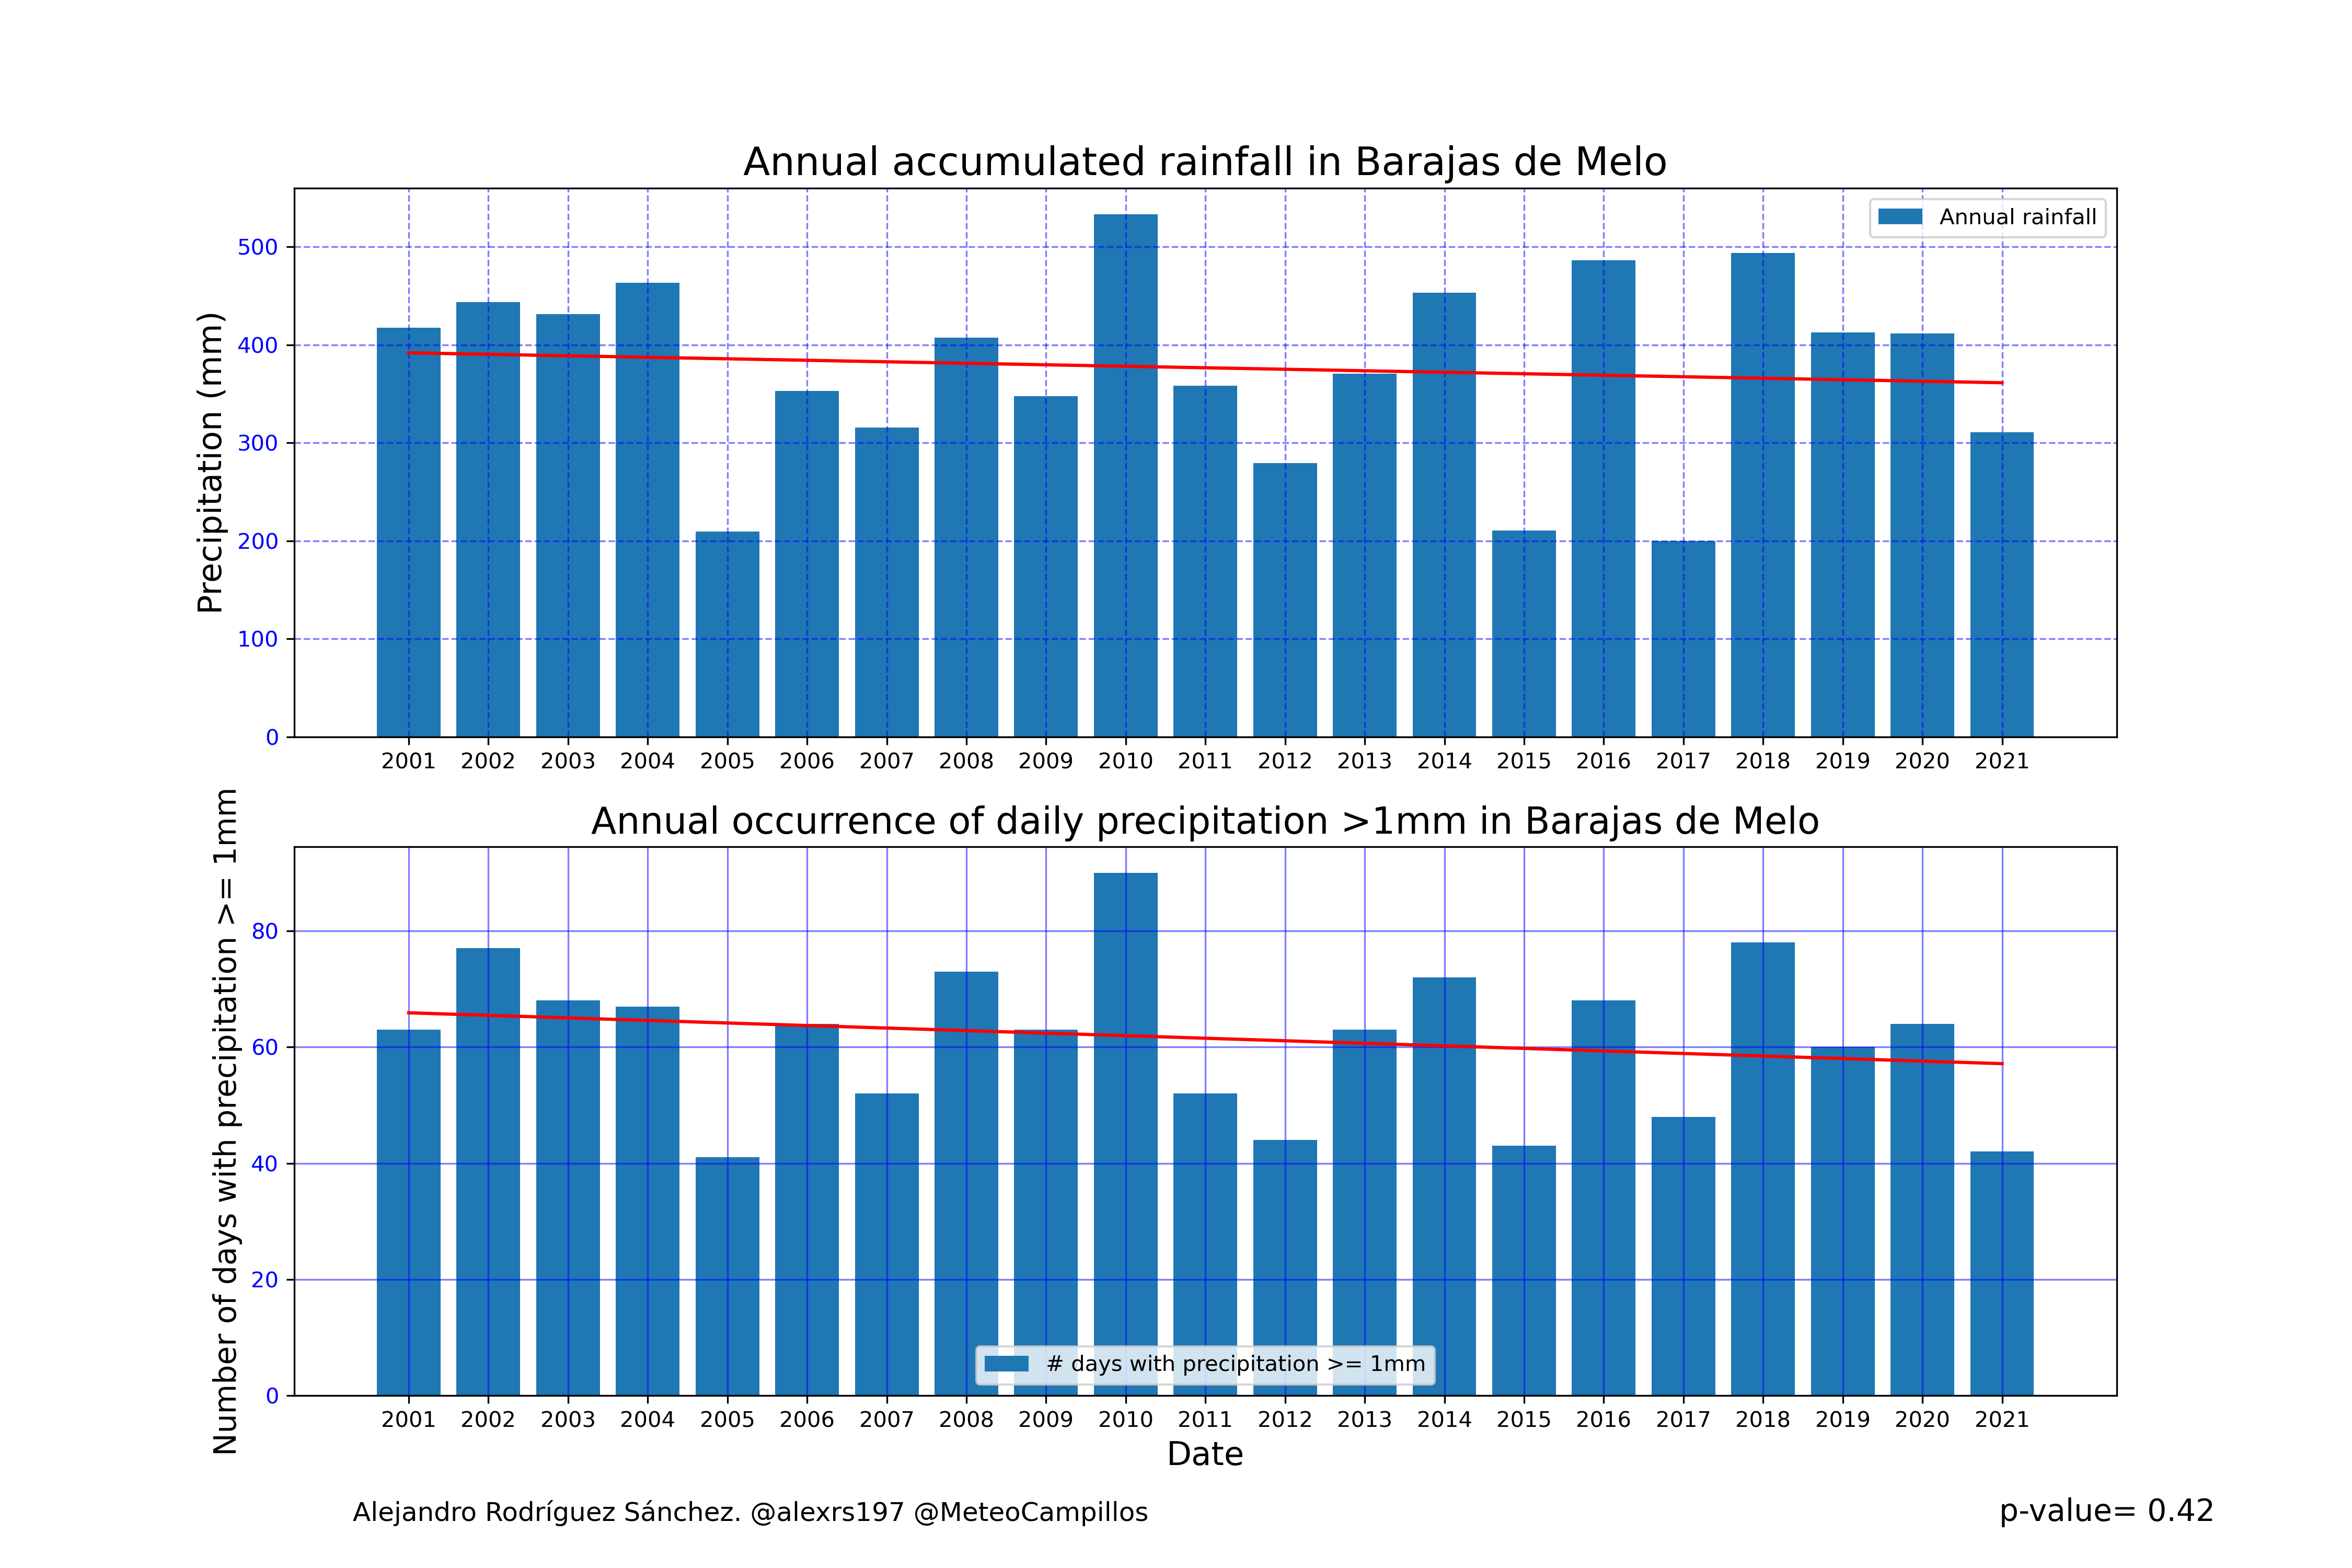 Annual accumulated rainfall in Barajas de Melo
Precipitation (mm)
500
400
300
200
100
0
Annual rainfall
2001 2002 2003 2004 2005 2006 2007 2008 2009 2010 2011 2012 2013 2014 2015 2016 2017 2018 2019 2020 2021
Annual occurrence of daily precipitation >1mm in Barajas de Melo
Number of days with precipitation >= 1mm
80
60
40
20
0
# days with precipitation >= 1mm
2001 2002 2003 2004 2005 2006 2007 2008 2009 2010 2011 2012 2013 2014 2015 2016 2017 2018 2019 2020 2021
Date
Alejandro Rodríguez Sánchez. @alexrs197 @MeteoCampillos
p-value= 0.42